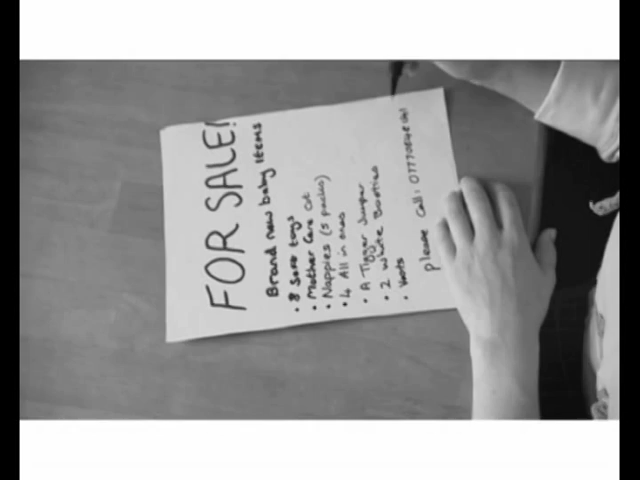 FOR SALE!
Brand new baby items
• 8 Soft toys
• Mother Care Cot
• Nappies (5 packs)
• 4 All in ones
• A Tigger Jumper
• 2 White Booties
• Vests
please call: